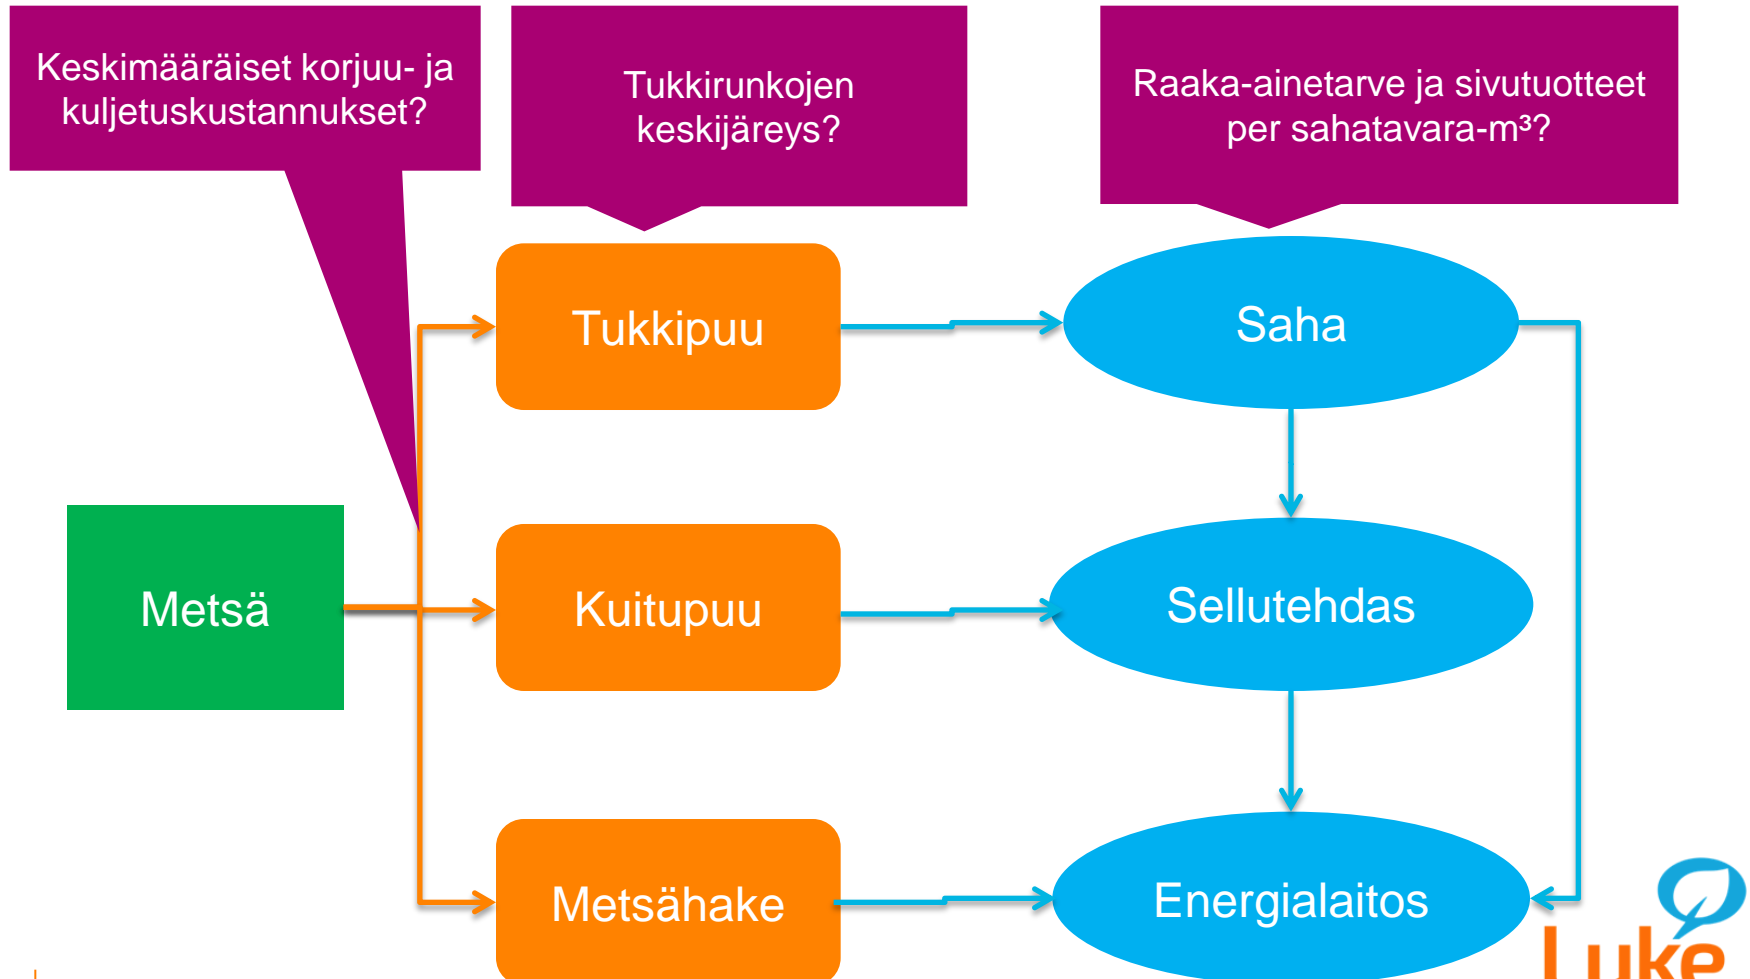 Keskimääräiset korjuu- ja
kuljetuskustannukset?
Tukkirunkojen
keskijäreys?
Raaka-ainetarve ja sivutuotteet
per sahatavara-m³?
Tukkipuu
Saha
Metsä
Kuitupuu
Sellutehdas
Metsähake
Energialaitos
Luke